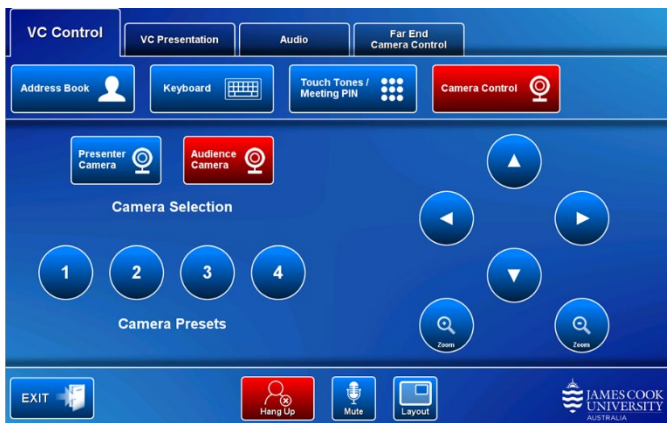 VC Control
VC Presentation
Audio
Far End
Camera Control
Address Book
Keyboard
Touch Tones /
Meeting PIN
Camera Control
Presenter
Camera
Audience
Camera
Camera Selection
1 2 3 4
Camera Presets
Zoom
Zoom
EXIT
Hang Up
Mute
Layout
JAMES COOK
UNIVERSITY
AUSTRALIA